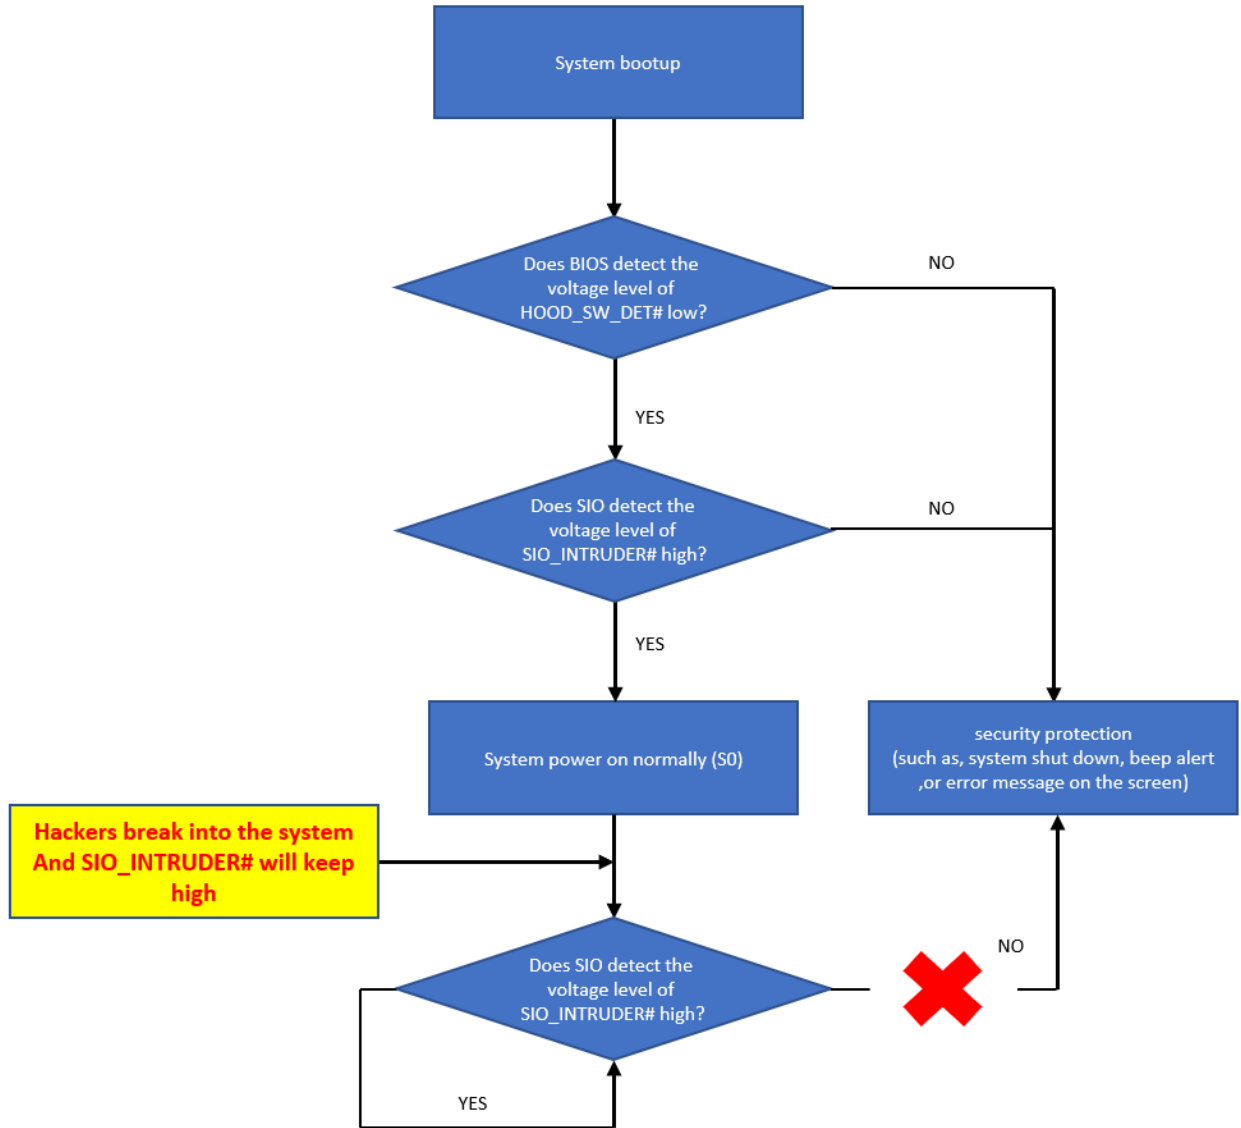 System bootup
Does BIOS detect the
voltage level of
HOOD_SW_DET# low?
NO
YES
Does SIO detect the
voltage level of
SIO_INTRUDER# high?
NO
YES
System power on normally (S0)
security protection
(such as, system shut down, beep alert
,or error message on the screen)
Hackers break into the system
And SIO_INTRUDER# will keep
high
Does SIO detect the
voltage level of
SIO_INTRUDER# high?
NO
YES